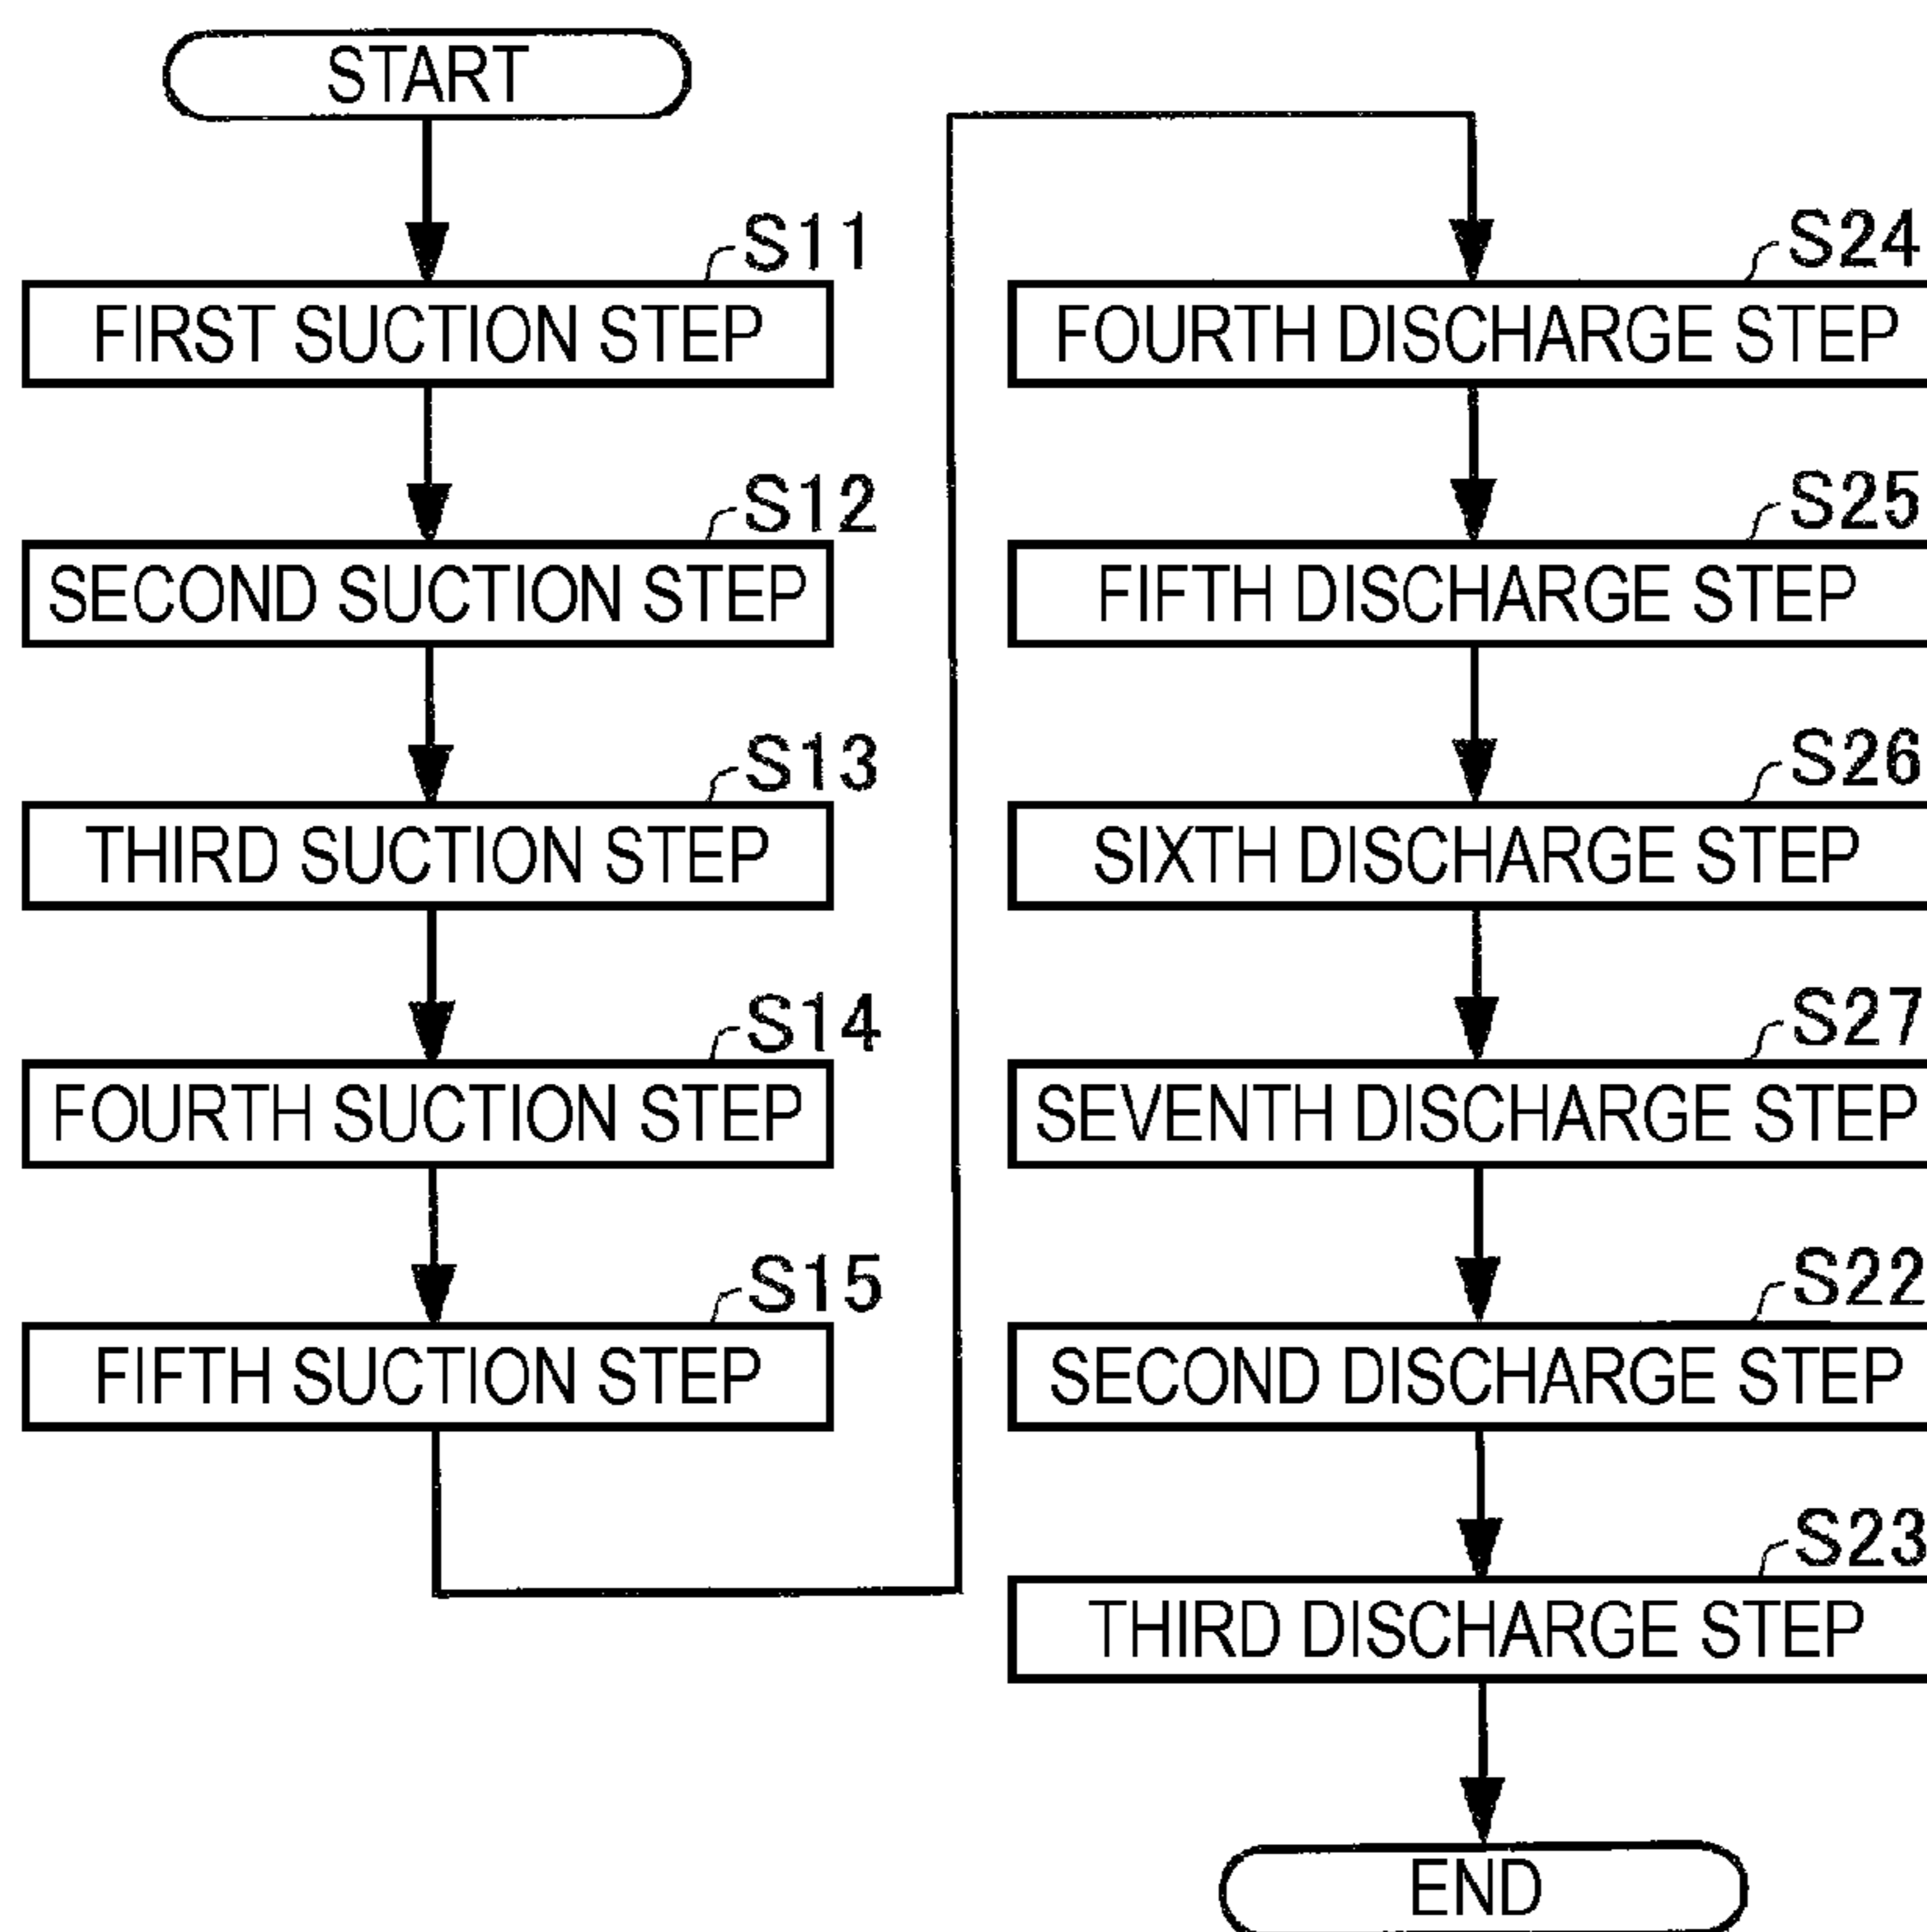 START
S11
FIRST SUCTION STEP
S12
SECOND SUCTION STEP
S13
THIRD SUCTION STEP
S14
FOURTH SUCTION STEP
S15
FIFTH SUCTION STEP
S24
FOURTH DISCHARGE STEP
S25
FIFTH DISCHARGE STEP
S26
SIXTH DISCHARGE STEP
S27
SEVENTH DISCHARGE STEP
S22
SECOND DISCHARGE STEP
S23
THIRD DISCHARGE STEP
END